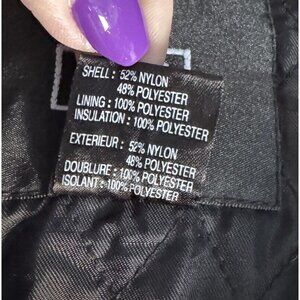 SHELL: 52% NYLON
48% POLYESTER
LINING: 100% POLYESTER
INSULATION: 100% POLYESTER
EXTERIEUR: 52% NYLON
48% POLYESTER
DOUBLURE: 100% POLYESTER
ISOLANT: 100% POLYESTER